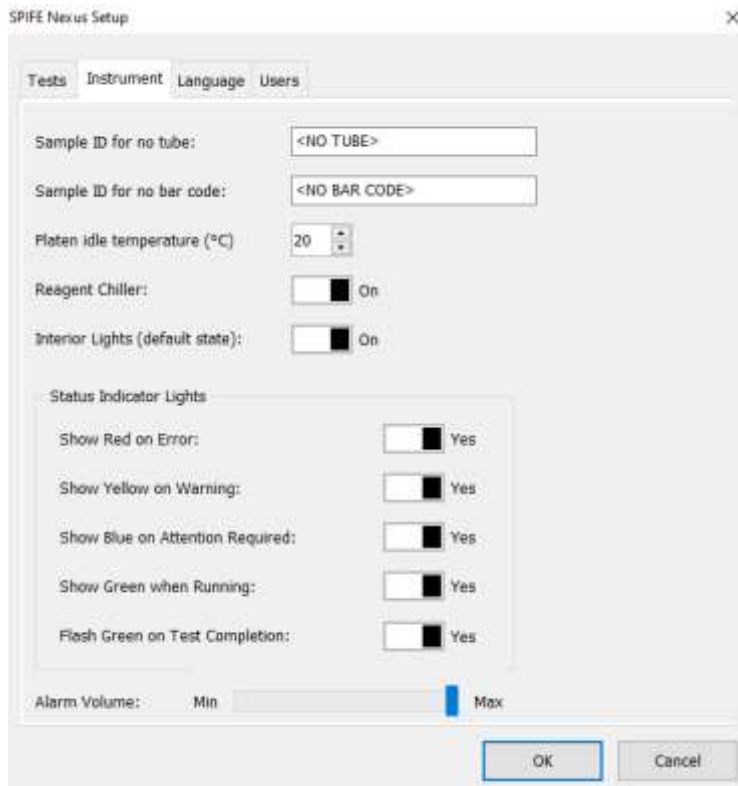 SPIFE Nexus Setup
Tests Instrument Language Users
Sample ID for no tube: <NO TUBE>
Sample ID for no bar code: <NO BAR CODE>
Platen idle temperature (°C) 20
Reagent Chiller: On
Interior Lights (default state): On
Status Indicator Lights
Show Red on Error: Yes
Show Yellow on Warning: Yes
Show Blue on Attention Required: Yes
Show Green when Running: Yes
Flash Green on Test Completion: Yes
Alarm Volume: Min Max
OK Cancel